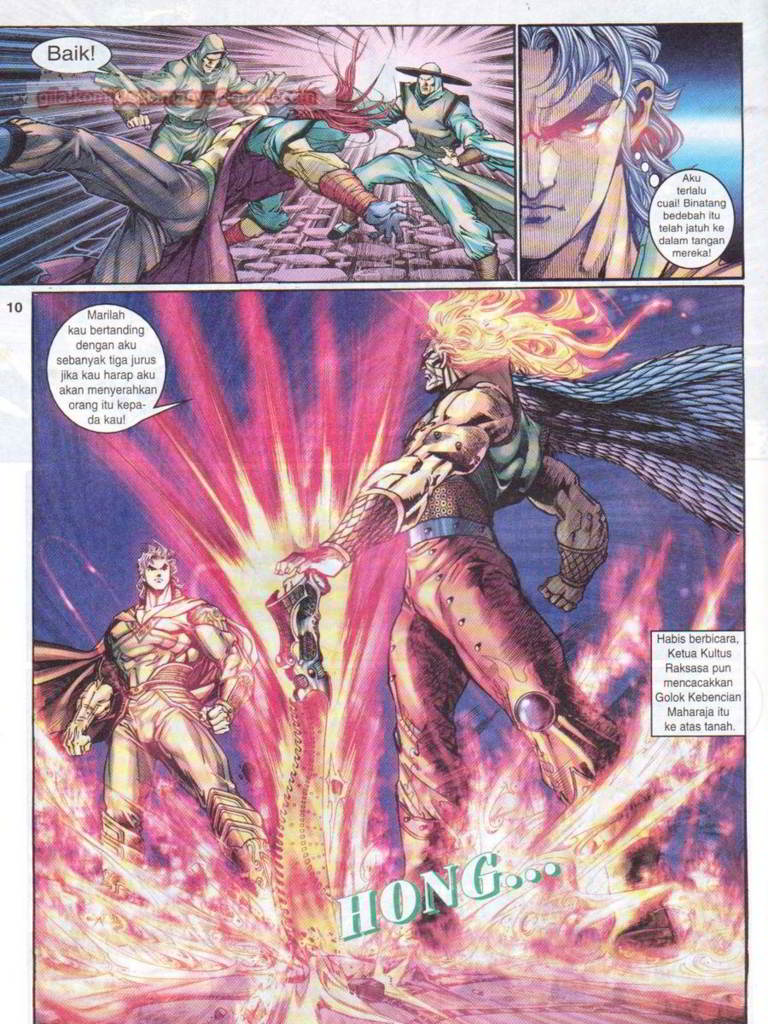 Baik!
Aku
terlalu
cuai! Binatang
bedebah itu
telah jatuh ke
dalam tangan
mereka!
10
Marilah
kau bertanding
dengan aku
sebanyak tiga jurus
jika kau harap aku
akan menyerahkan
orang itu kepa-
da kau!
Habis berbicara,
Ketua Kultus
Raksasa pun
mencacakkan
Golok Kebencian
Maharaja itu
ke atas tanah.
HONG...